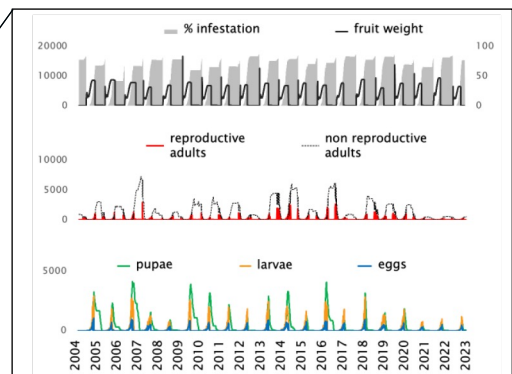 % infestation fruit weight
20000 100
10000 50
0 0
reproductive adults non reproductive adults
10000
5000
0
pupae larvae eggs
5000
0
2004 2005 2006 2007 2008 2009 2010 2011 2012 2013 2014 2015 2016 2017 2018 2019 2020 2021 2022 2023